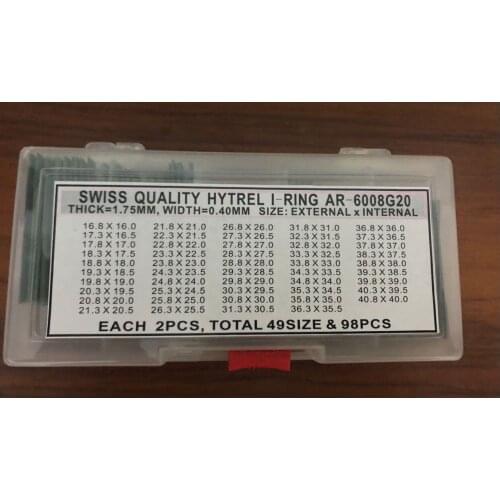 SWISS QUALITY HYTREL I-RING AR-6008G20
THICK=1.75MM, WIDTH=0.40MM SIZE: EXTERNAL x INTERNAL
16.8 X 16.0 21.8 X 21.0 26.8 X 26.0 31.8 X 31.0 36.8 X 36.0
17.3 X 16.5 22.3 X 21.5 27.3 X 26.5 32.3 X 31.5 37.3 X 36.5
17.8 X 17.0 22.8 X 22.0 27.8 X 27.0 32.8 X 32.0 37.8 X 37.0
18.3 X 17.5 23.3 X 22.5 28.3 X 27.5 33.3 X 32.5 38.3 X 37.5
18.8 X 18.0 23.8 X 23.0 28.8 X 28.0 33.8 X 33.0 38.8 X 38.0
19.3 X 18.5 24.3 X 23.5 29.3 X 28.5 34.3 X 33.5 39.3 X 38.5
19.8 X 19.0 24.8 X 24.0 29.8 X 29.0 34.8 X 34.0 39.8 X 39.0
20.3 X 19.5 25.3 X 24.5 30.3 X 29.5 35.3 X 34.5 40.3 X 39.5
20.8 X 20.0 25.8 X 25.0 30.8 X 30.0 35.8 X 35.0 40.8 X 40.0
21.3 X 20.5 26.3 X 25.5 31.3 X 30.5 36.3 X 35.5
EACH 2PCS, TOTAL 49SIZE & 98PCS